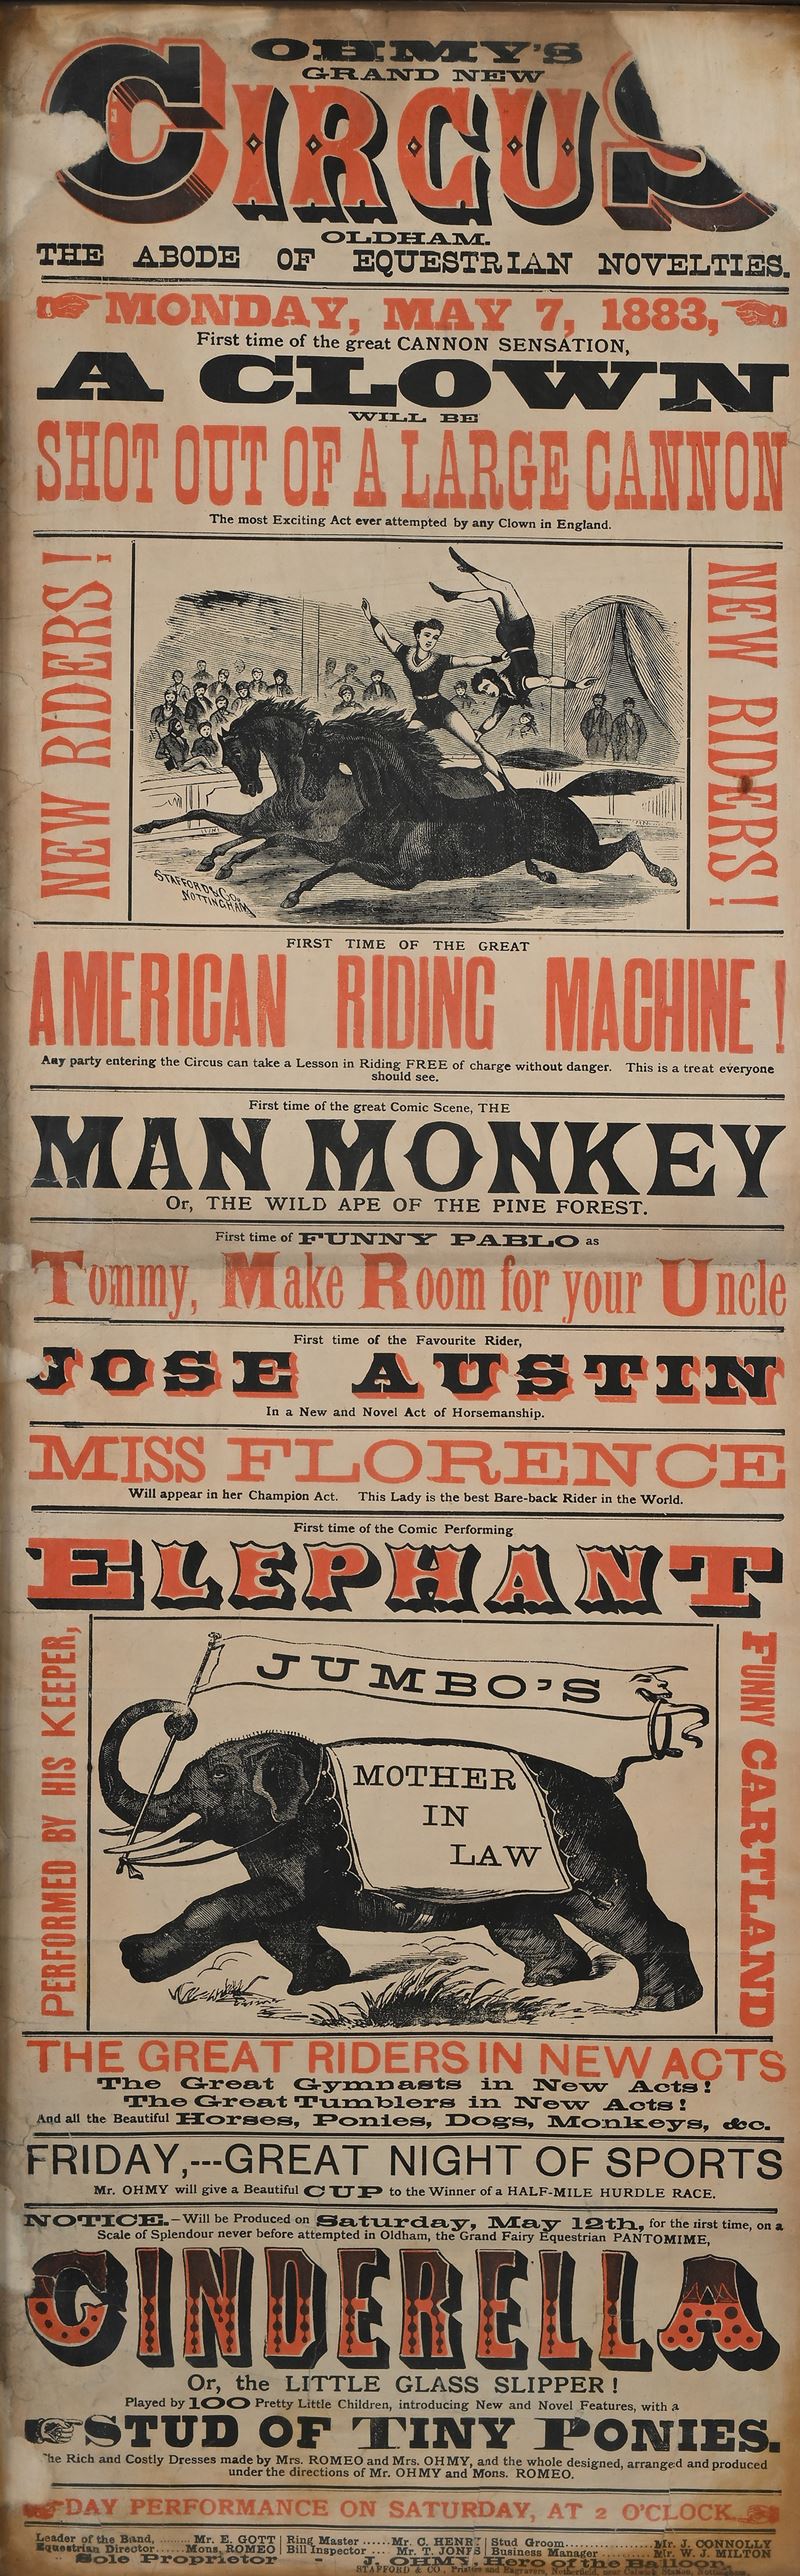 OHMY'S
GRAND NEW
CIRCUS
OLDHAM.
THE ABODE OF EQUESTRIAN NOVELTIES.
MONDAY, MAY 7, 1883,
First time of the great CANNON SENSATION,
A CLOWN
WILL BE
SHOT OUT OF A LARGE CANNON
The most Exciting Act ever attempted by any Clown in England.
NEW RIDERS!
STAFFORD & CO.
NOTTINGHAM
NEW RIDERS!
FIRST TIME OF THE GREAT
AMERICAN RIDING MACHINE!
Any party entering the Circus can take a Lesson in Riding FREE of charge without danger. This is a treat everyone
should see.
First time of the great Comic Scene, THE
MAN MONKEY
Or, THE WILD APE OF THE PINE FOREST.
First time of FUNNY PABLO as
Tommy, Make Room for your Uncle
First time of the Favourite Rider,
JOSE AUSTIN
In a New and Novel Act of Horsemanship.
MISS FLORENCE
Will appear in her Champion Act. This Lady is the best Bare-back Rider in the World.
First time of the Comic Performing
ELEPHANT
PERFORMED BY HIS KEEPER,
JUMBO'S
MOTHER
IN
LAW
FUNNY CARTLAND
THE GREAT RIDERS IN NEW ACTS
The Great Gymnasts in New Acts!
The Great Tumblers in New Acts!
And all the Beautiful Horses, Ponies, Dogs, Monkeys, &c.
FRIDAY,---GREAT NIGHT OF SPORTS
Mr. OHMY will give a Beautiful CUP to the Winner of a HALF-MILE HURDLE RACE.
NOTICE.-Will be Produced on Saturday, May 12th, for the first time, on a
Scale of Splendour never before attempted in Oldham, the Grand Fairy Equestrian PANTOMIME,
CINDERELLA
Or, the LITTLE GLASS SLIPPER!
Played by 100 Pretty Little Children, introducing New and Novel Features, with a
STUD OF TINY PONIES.
The Rich and Costly Dresses made by Mrs. ROMEO and Mrs. OHMY, and the whole designed, arranged and produced
under the directions of Mr. OHMY and Mons. ROMEO.
DAY PERFORMANCE ON SATURDAY, AT 2 O'CLOCK
Leader of the Band, ........ Mr. E. GOTT | Ring Master ...... Mr. C. HENRI | Stud Groom .......... Mr. J. CONNOLLY
Equestrian Director ...... Mons. ROMEO | Bill Inspector .... Mr. T. JONES | Business Manager .......... Mr. W. J. MILTON
Sole Proprietor - J. OHMY, Hero of the Balloon.
STAFFORD & CO., Printers and Engravers, Netherfield, near